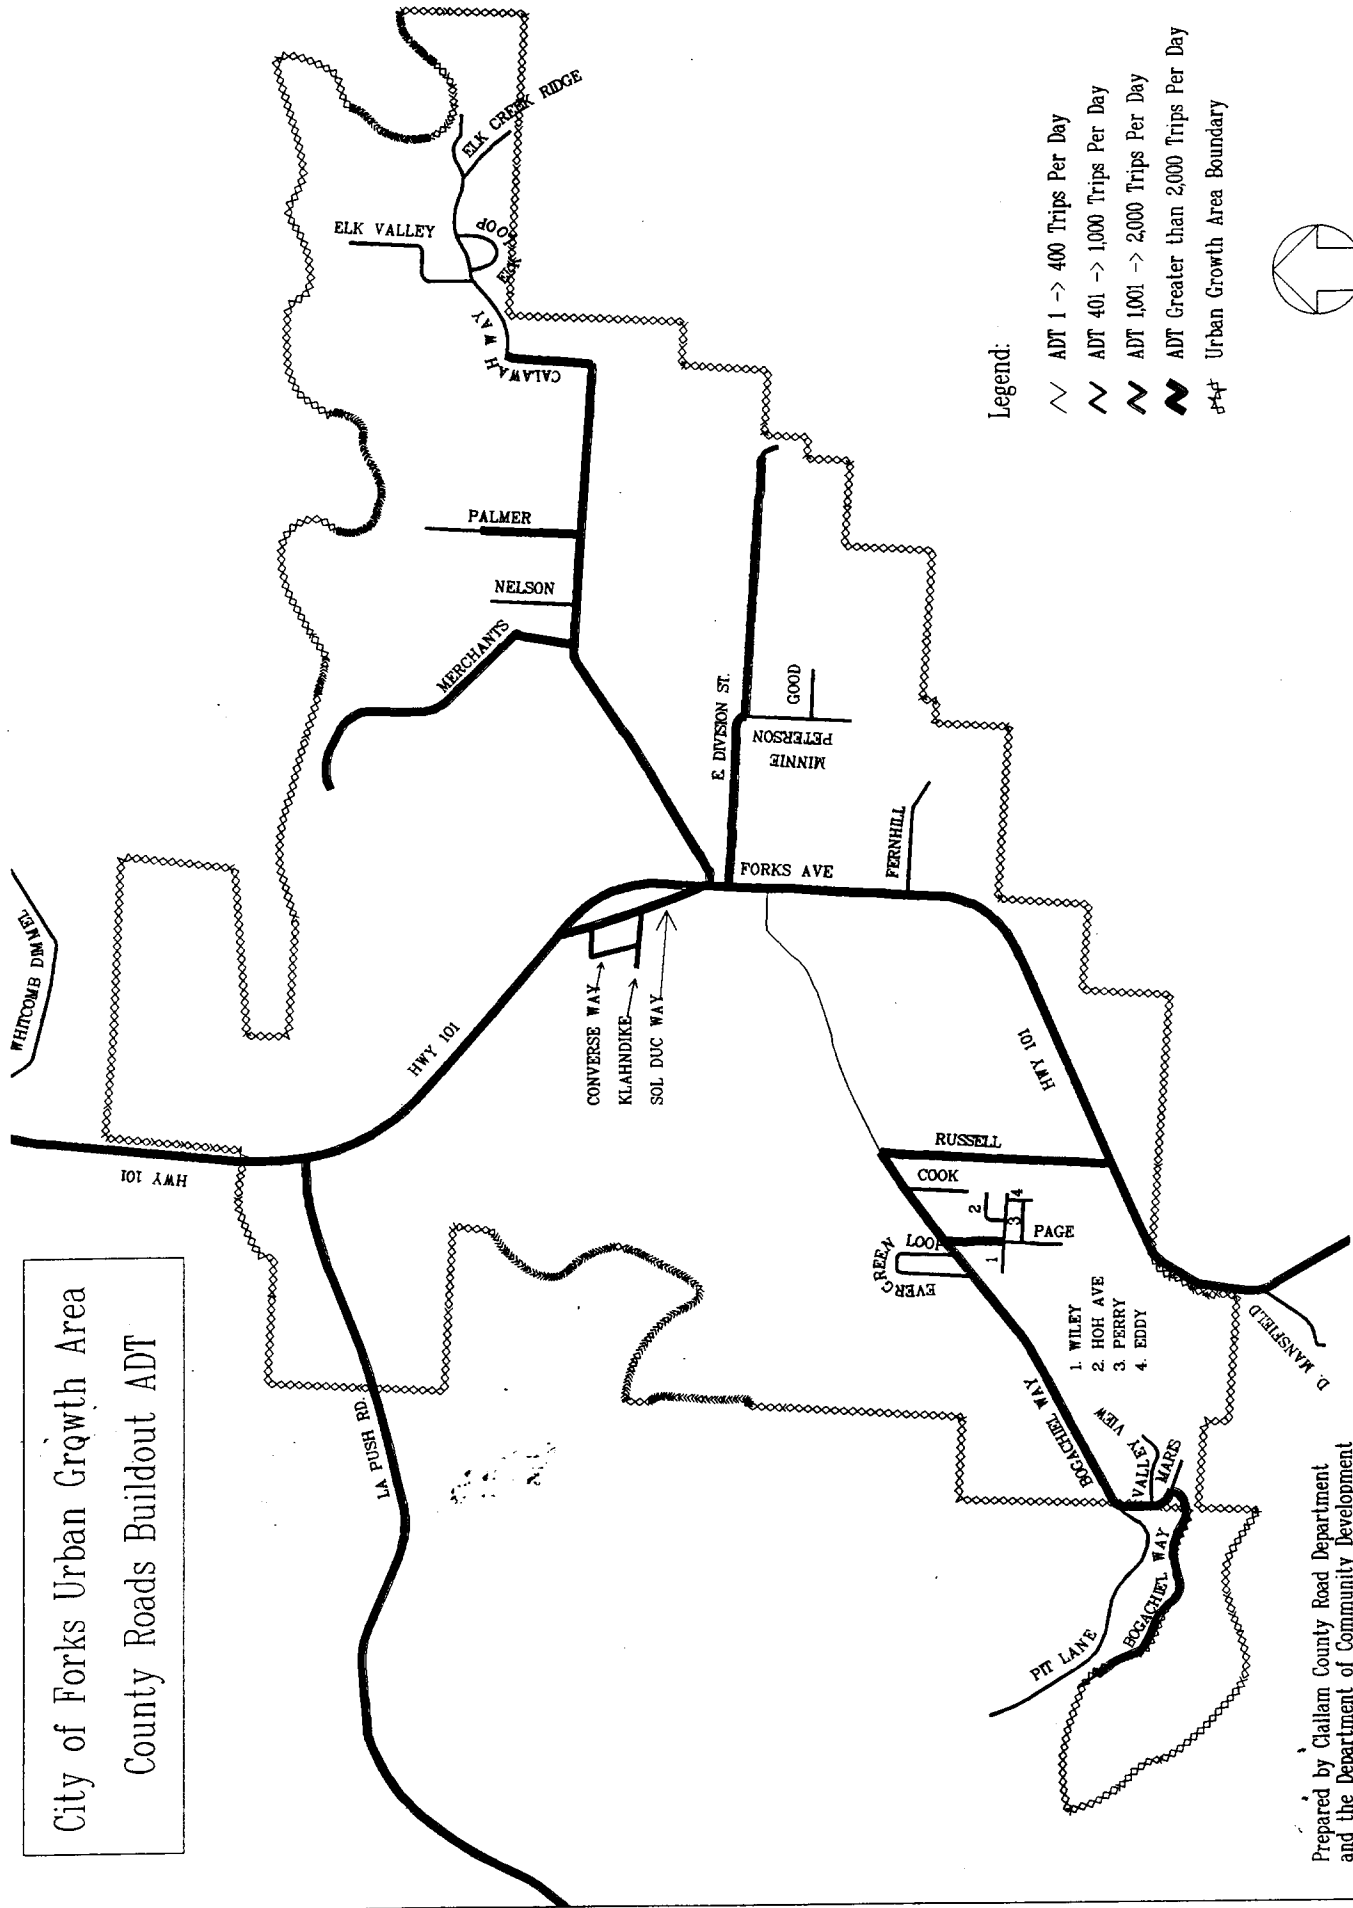 City of Forks Urban Growth Area
County Roads Buildout ADT
WHITCOMB DIMMEL
HWY 101
LA PUSH RD.
HWY 101
CONVERSE WAY
KLAHNDIKE
SOL DUC WAY
MERCHANTS
NELSON
PALMER
CALAWAH WAY
ELK VALLEY
ELK LOOP
ELK CREEK RIDGE
E. DIVISION ST.
MINNIE
PETERSON
GOOD
FORKS AVE
FERNHILL
HWY 101
RUSSELL
COOK
2
4
3
PAGE
1
EVERGREEN
LOOP
1. WILEY
2. HOH AVE
3. PERRY
4. EDDY
BOGACHIEL WAY
VALLEY VIEW
MARIS
BOGACHIEL WAY
PIT LANE
D. MANSFIELD
Legend:
ADT 1 -> 400 Trips Per Day
ADT 401 -> 1,000 Trips Per Day
ADT 1,001 -> 2,000 Trips Per Day
ADT Greater than 2,000 Trips Per Day
Urban Growth Area Boundary
Prepared by Clallam County Road Department
and the Department of Community Development